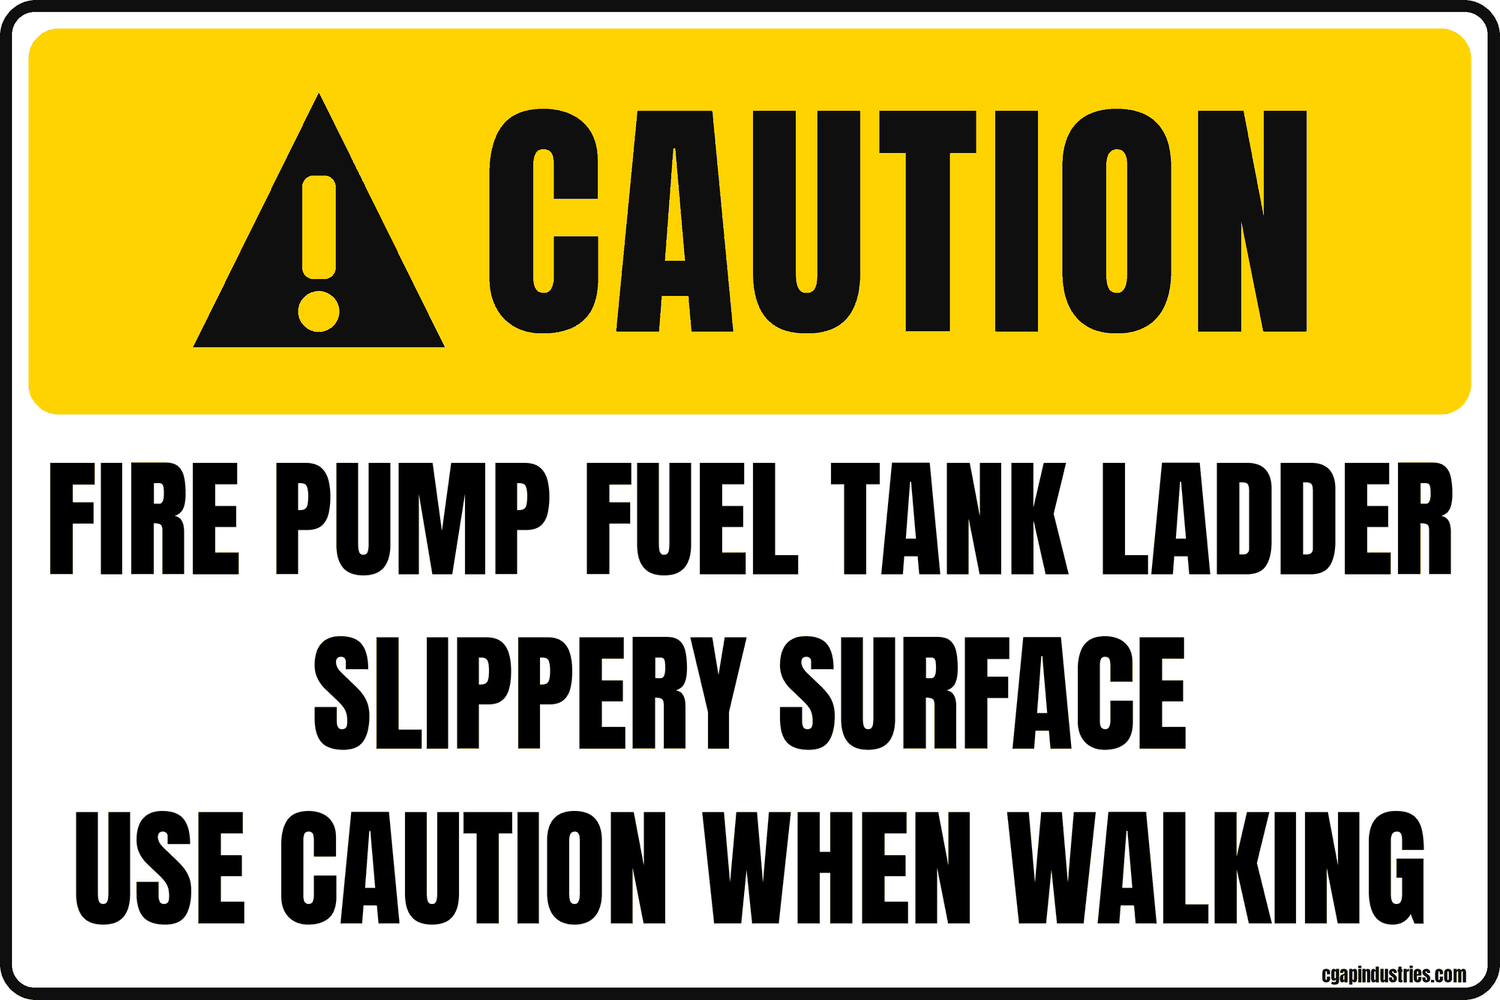 CAUTION
FIRE PUMP FUEL TANK LADDER
SLIPPERY SURFACE
USE CAUTION WHEN WALKING
cgapindustries.com